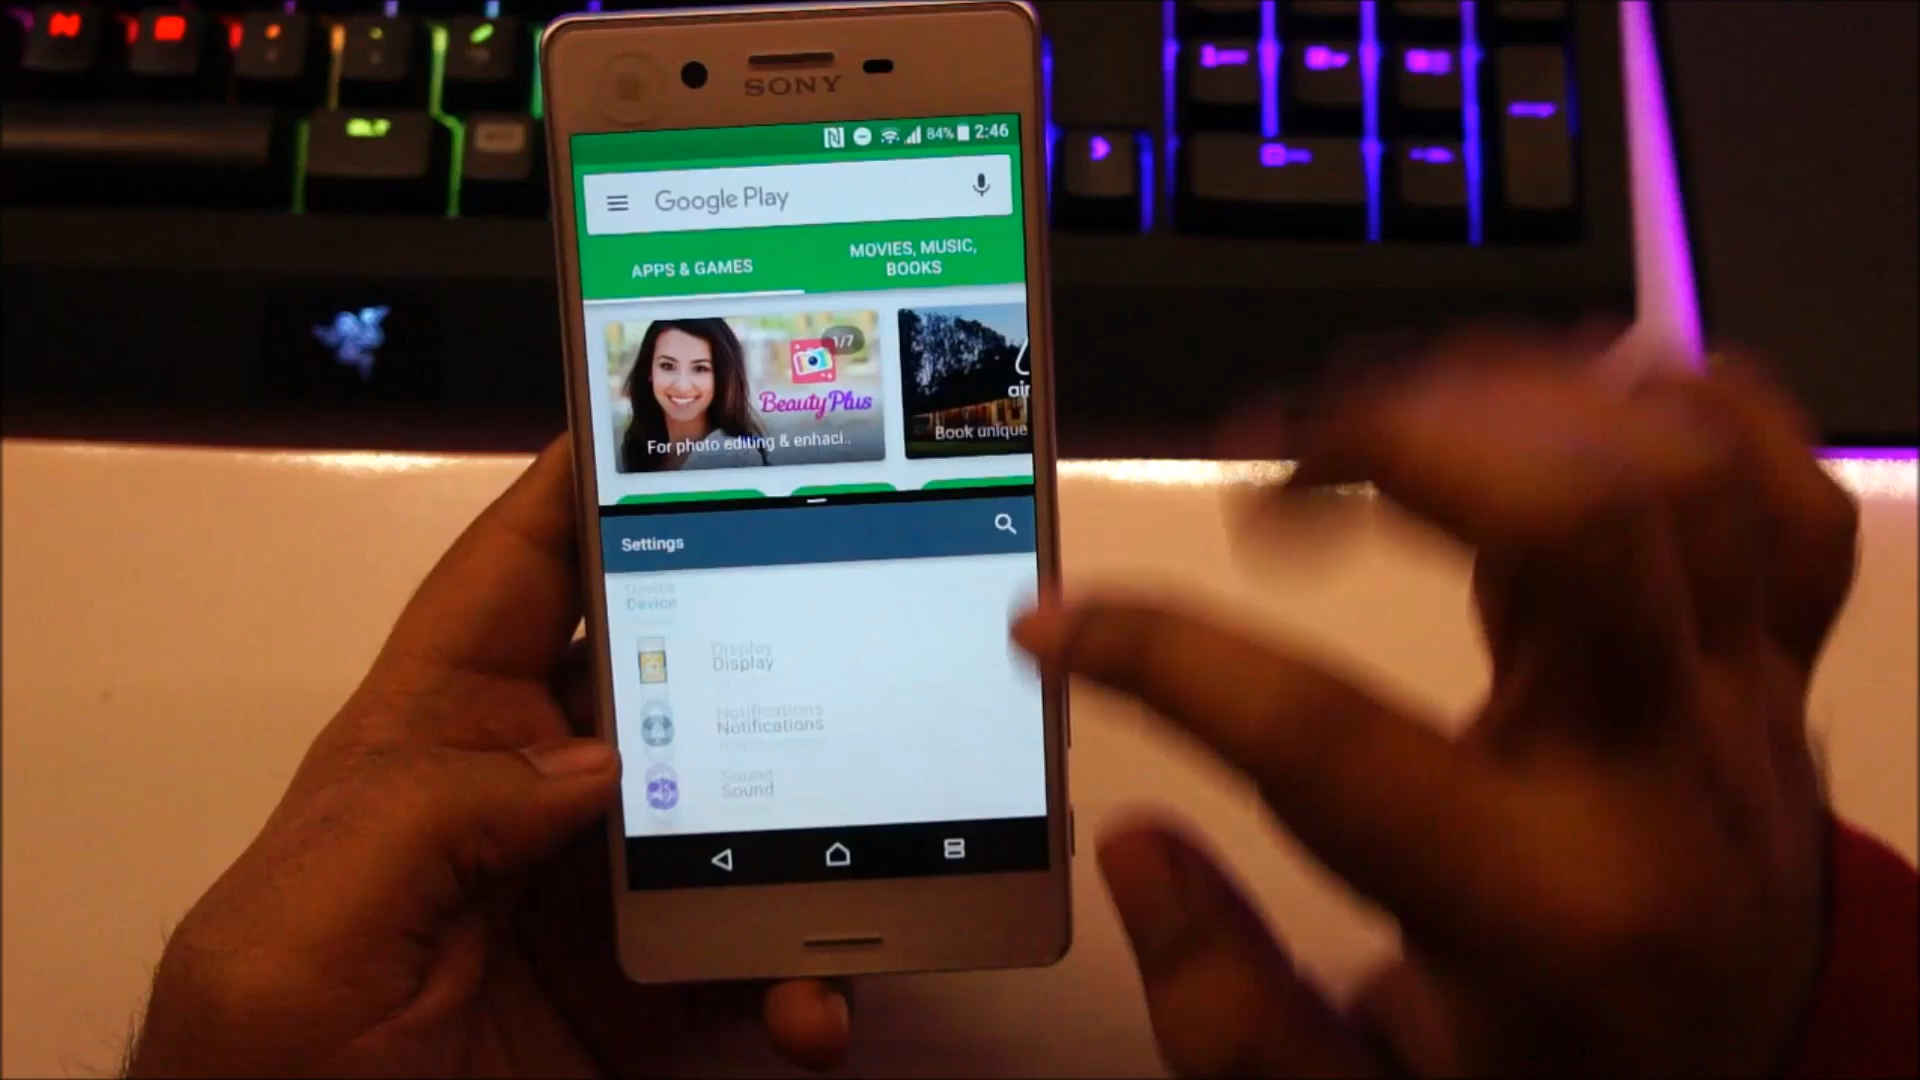 SONY
84% 2:46
Google Play
APPS & GAMES
MOVIES, MUSIC,
BOOKS
1/7
BeautyPlus
For photo editing & enhaci..
air
Book unique
Settings
Device
Display
Notifications
Sound